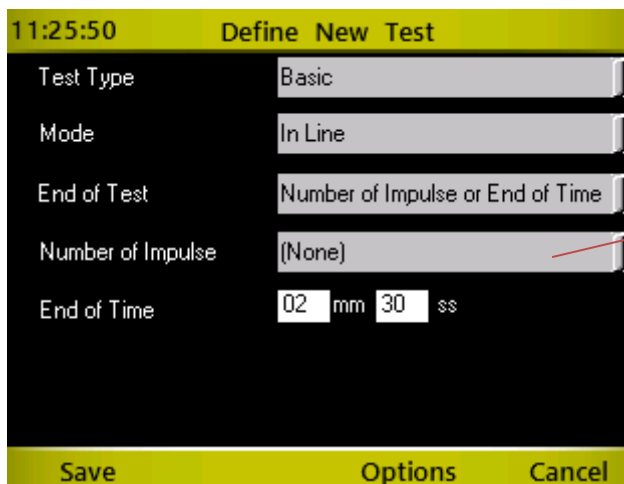 11:25:50 Define New Test
Test Type Basic
Mode In Line
End of Test Number of Impulse or End of Time
Number of Impulse (None)
End of Time 02 mm 30 ss
Save Options Cancel